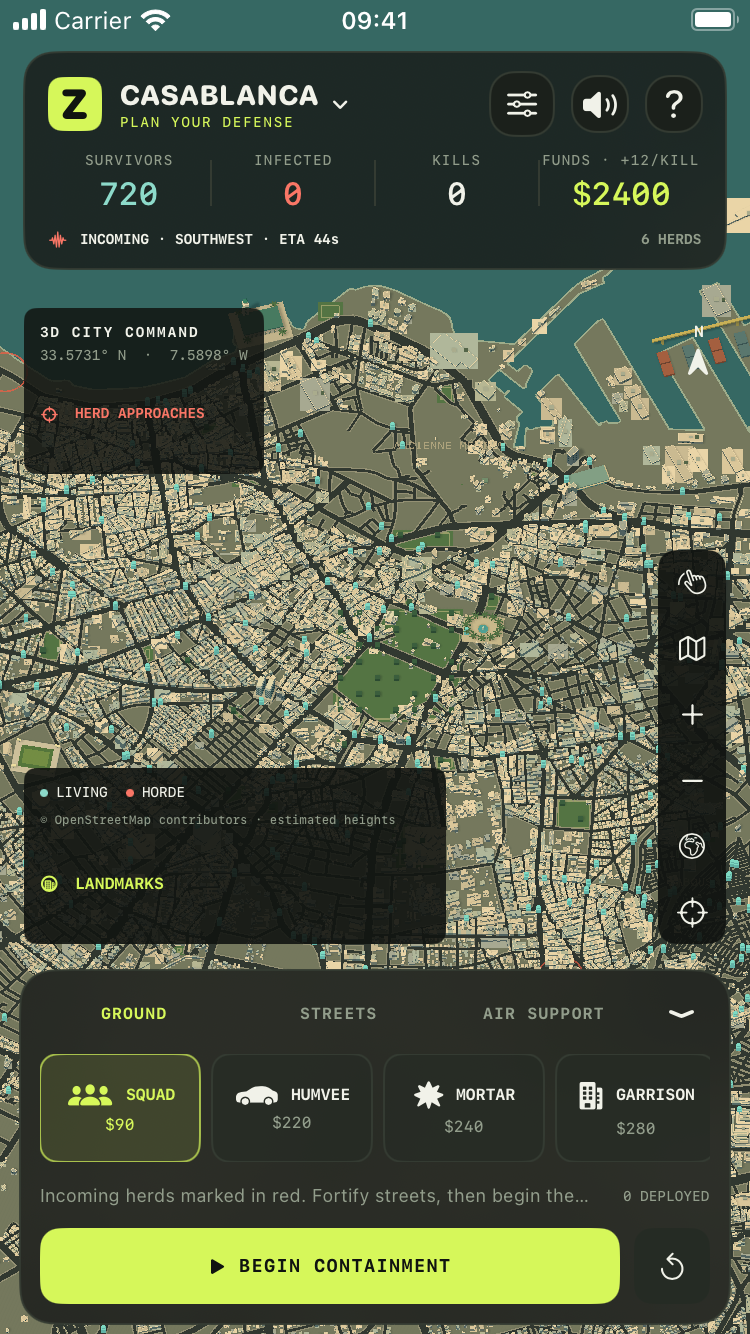 Carrier 09:41
Z CASABLANCA
PLAN YOUR DEFENSE
?
SURVIVORS INFECTED KILLS FUNDS · +12/KILL
720 0 0 $2400
INCOMING · SOUTHWEST · ETA 44s 6 HERDS
3D CITY COMMAND
33.5731° N · 7.5898° W
HERD APPROACHES
N
LIVING HORDE
© OpenStreetMap contributors · estimated heights
LANDMARKS
GROUND STREETS AIR SUPPORT
SQUAD HUMVEE MORTAR GARRISON
$90 $220 $240 $280
Incoming herds marked in red. Fortify streets, then begin the… 0 DEPLOYED
BEGIN CONTAINMENT